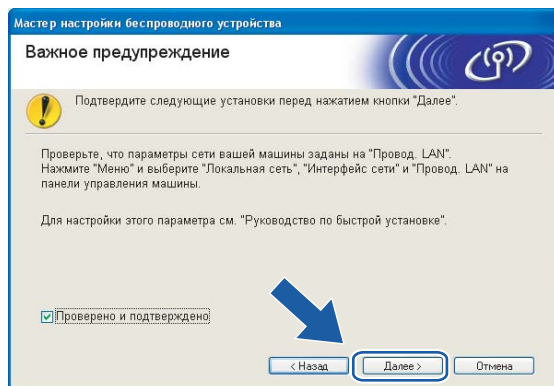 Мастер настройки беспроводного устройства
Важное предупреждение
Подтвердите следующие установки перед нажатием кнопки "Далее".
Проверьте, что параметры сети вашей машины заданы на "Провод. LAN".
Нажмите "Меню" и выберите "Локальная сеть", "Интерфейс сети" и "Провод. LAN" на
панели управления машины.
Для настройки этого параметра см. "Руководство по быстрой установке".
Проверено и подтверждено
< Назад
Далее >
Отмена